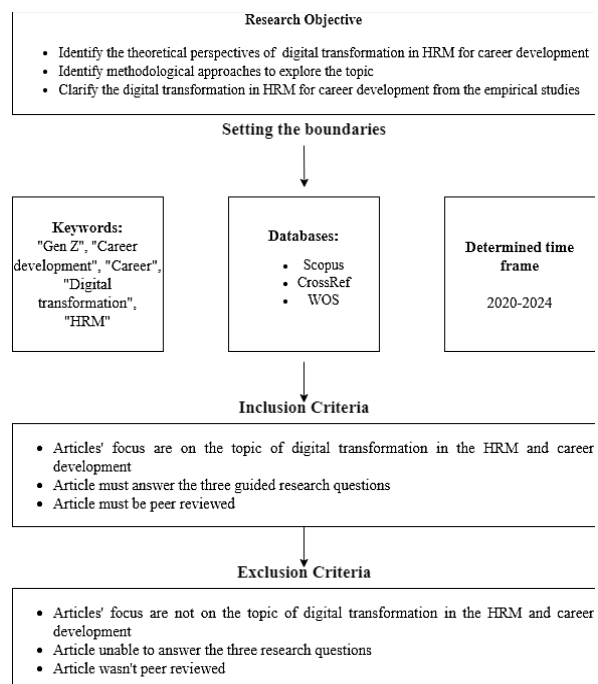 Research Objective
• Identify the theoretical perspectives of digital transformation in HRM for career development
• Identify methodological approaches to explore the topic
• Clarify the digital transformation in HRM for career development from the empirical studies
Setting the boundaries
Keywords:
"Gen Z", "Career
development", "Career",
"Digital
transformation",
"HRM"
Databases:
• Scopus
• CrossRef
• WOS
Determined time
frame
2020-2024
Inclusion Criteria
• Articles' focus are on the topic of digital transformation in the HRM and career
development
• Article must answer the three guided research questions
• Article must be peer reviewed
Exclusion Criteria
• Articles' focus are not on the topic of digital transformation in the HRM and career
development
• Article unable to answer the three research questions
• Article wasn't peer reviewed